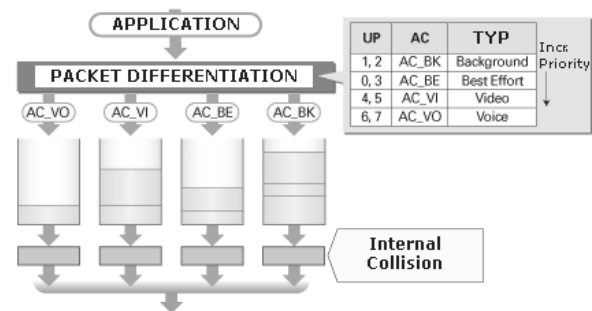 APPLICATION
PACKET DIFFERENTIATION
AC_VO AC_VI AC_BE AC_BK
UP AC TYP
1, 2 AC_BK Background
0, 3 AC_BE Best Effort
4, 5 AC_VI Video
6, 7 AC_VO Voice
Priority
Internal
Collision